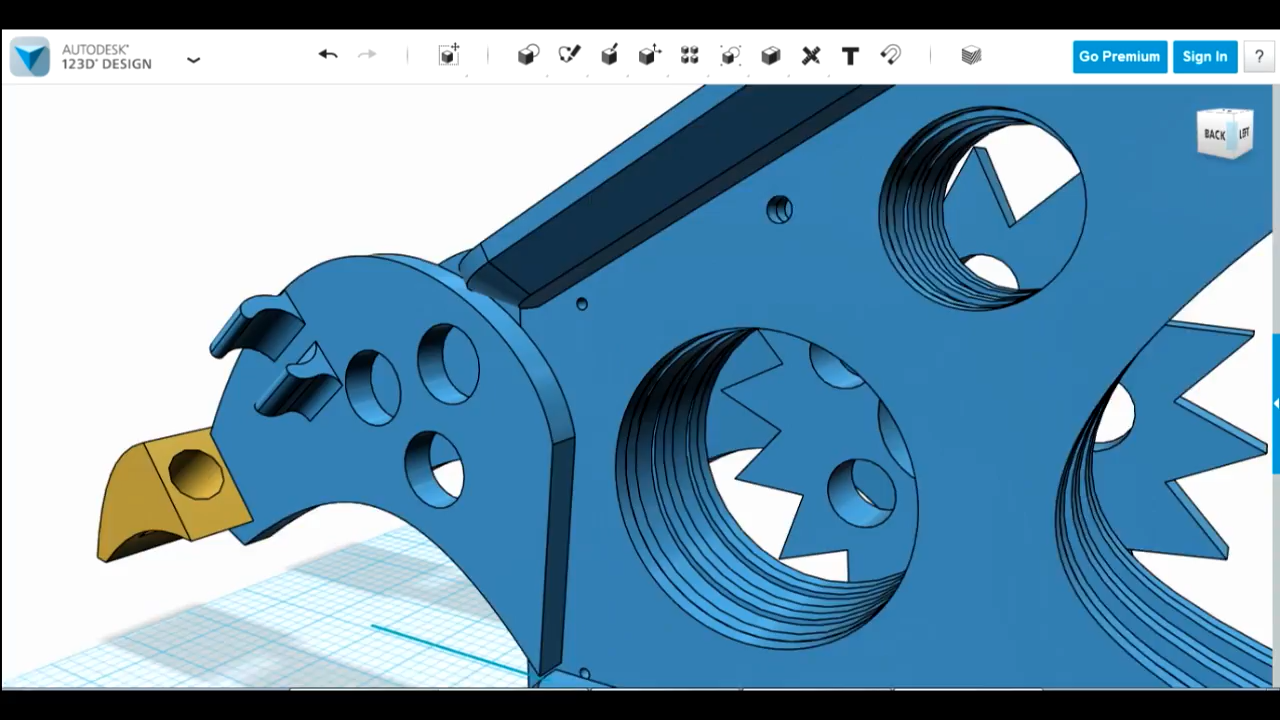 AUTODESK®
123D® DESIGN
T
Go Premium
Sign In
?
BACK
LEFT